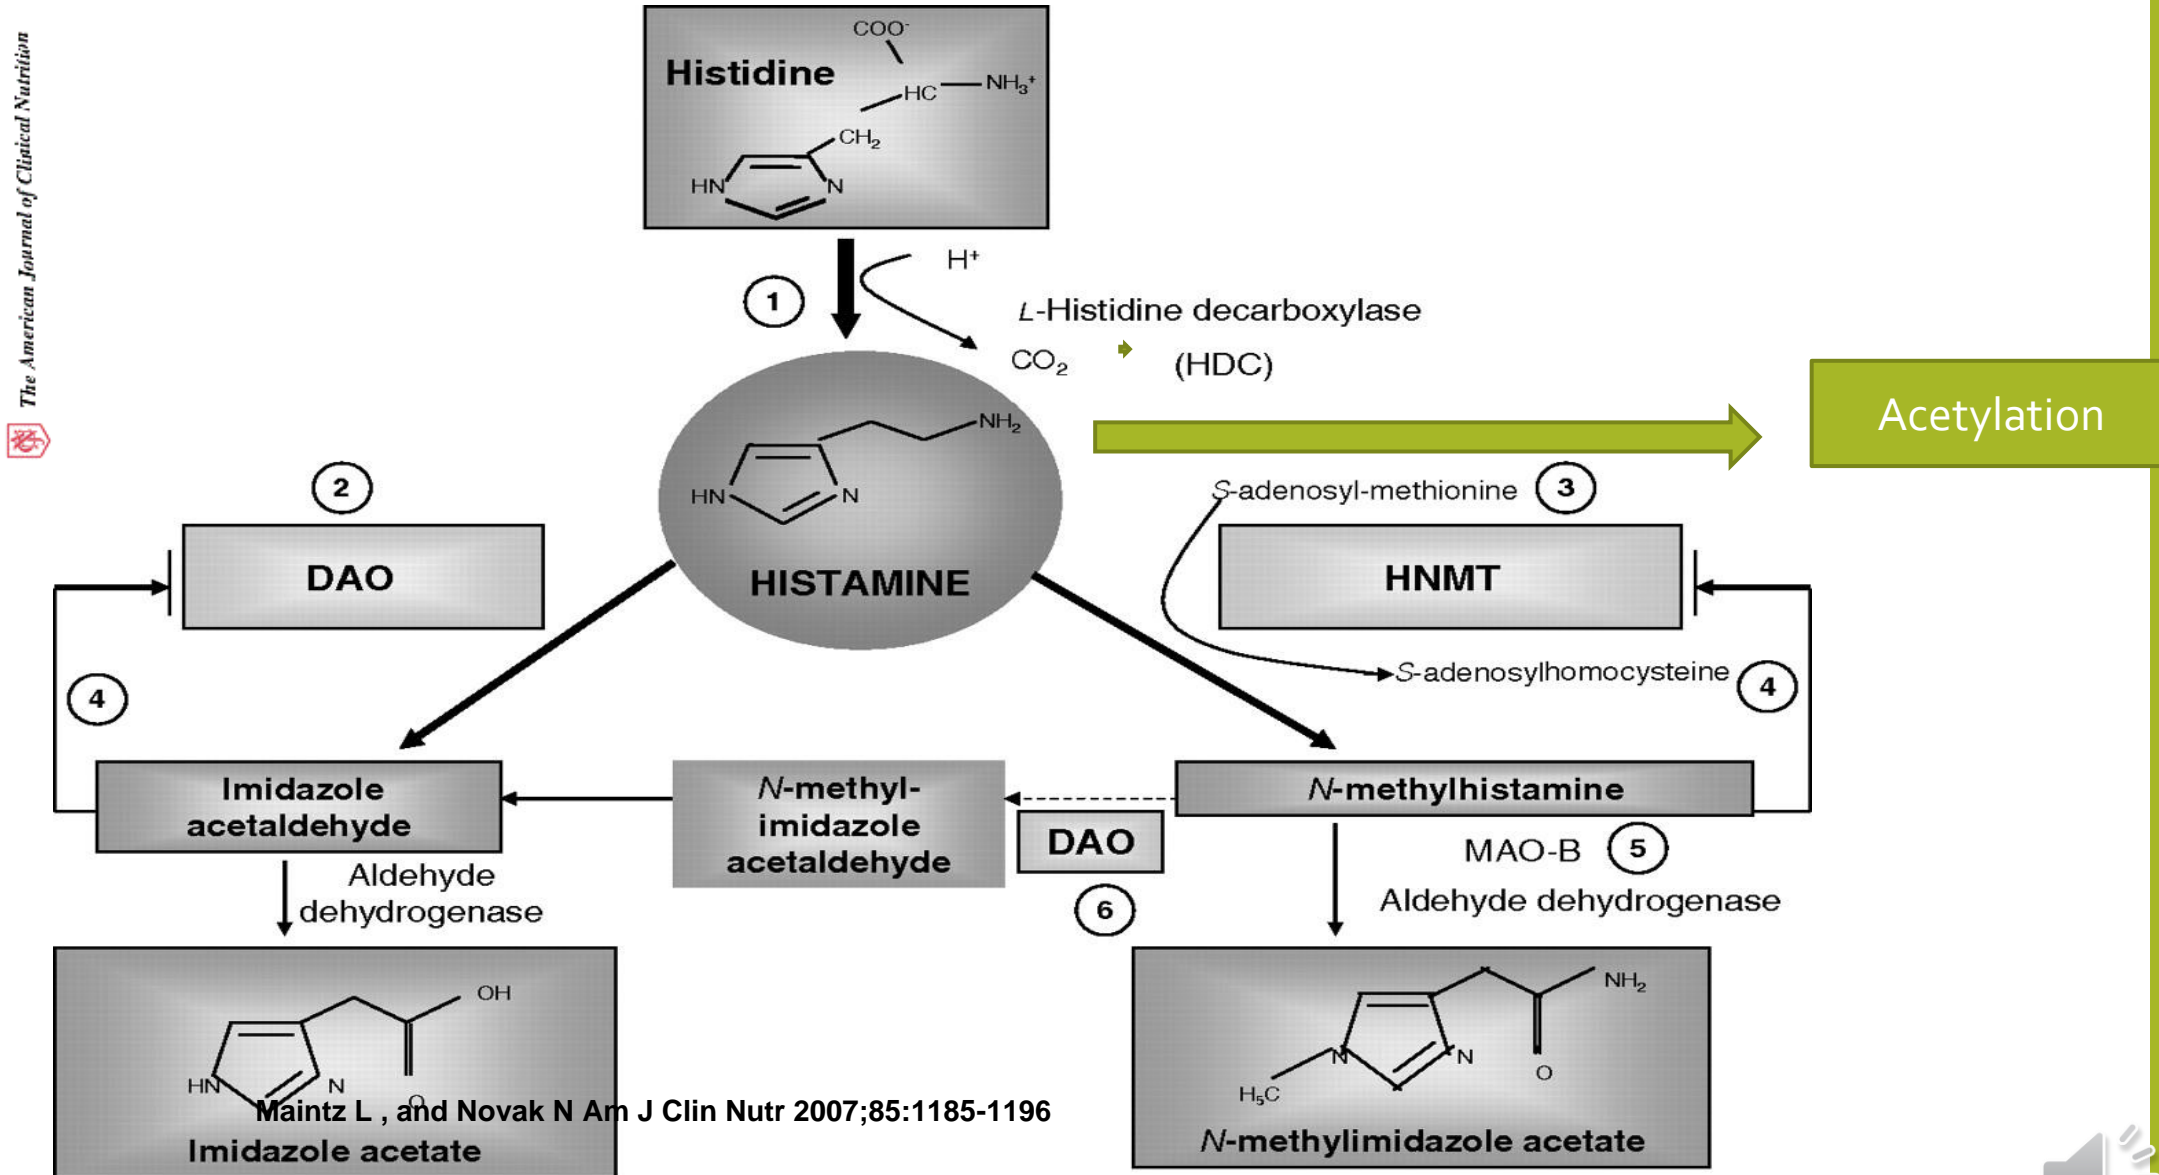 The American Journal of Clinical Nutrition
COO⁻
Histidine
HC
NH₃⁺
CH₂
HN
N
1
H⁺
L-Histidine decarboxylase
CO₂
(HDC)
Acetylation
NH₂
HN
N
HISTAMINE
2
DAO
S-adenosyl-methionine
3
HNMT
S-adenosylhomocysteine
4
4
Imidazole
acetaldehyde
N-methyl-
imidazole
acetaldehyde
N-methylhistamine
DAO
6
MAO-B
5
Aldehyde dehydrogenase
Aldehyde
dehydrogenase
OH
HN
N
O
Imidazole acetate
NH₂
N
N
O
H₅C
N-methylimidazole acetate
Maintz L , and Novak N Am J Clin Nutr 2007;85:1185-1196